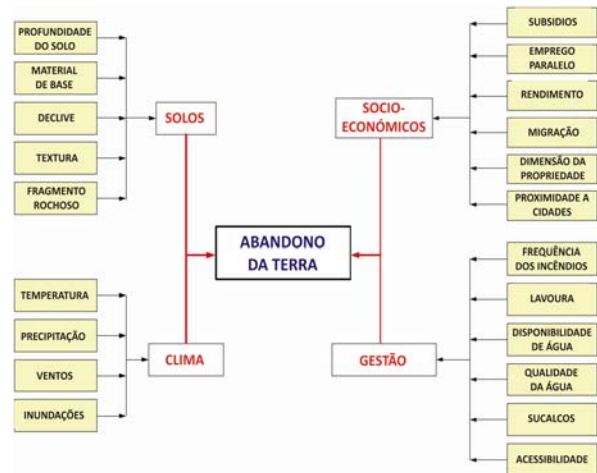 PROFUNDIDADE
DO SOLO
MATERIAL
DE BASE
DECLIVE
TEXTURA
FRAGMENTO
ROCHOSO
SOLOS
TEMPERATURA
PRECIPITAÇÃO
VENTOS
INUNDAÇÕES
CLIMA
ABANDONO
DA TERRA
SOCIO-
ECONÓMICOS
SUBSIDIOS
EMPREGO
PARALELO
RENDIMENTO
MIGRAÇÃO
DIMENSÃO DA
PROPRIEDADE
PROXIMIDADE A
CIDADES
GESTÃO
FREQUÊNCIA
DOS INCÊNDIOS
LAVOURA
DISPONIBILIDADE
DE ÁGUA
QUALIDADE
DA ÁGUA
SUCALCOS
ACESSIBILIDADE